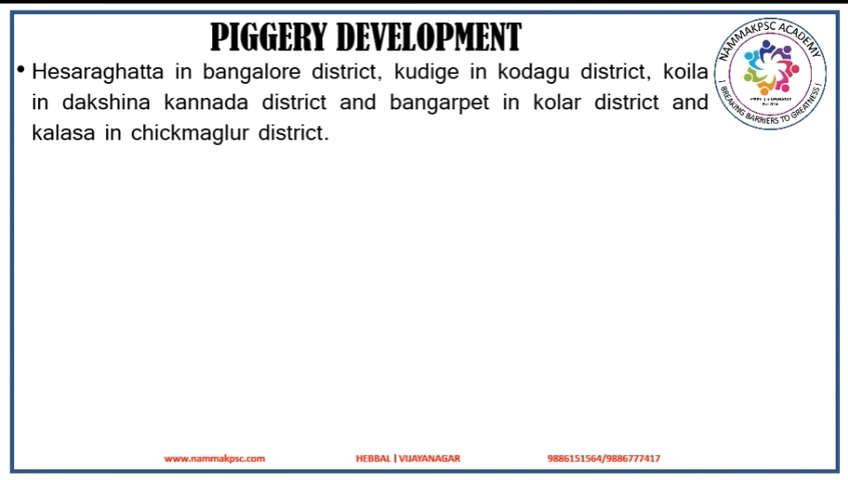 PIGGERY DEVELOPMENT
• Hesaraghatta in bangalore district, kudige in kodagu district, koila
in dakshina kannada district and bangarpet in kolar district and
kalasa in chickmaglur district.
NAMMAKPSC ACADEMY
| BREAKING BARRIERS TO GREATNESS |
www.nammakpsc.com HEBBAL | VIJAYANAGAR 9886151564/9886777417